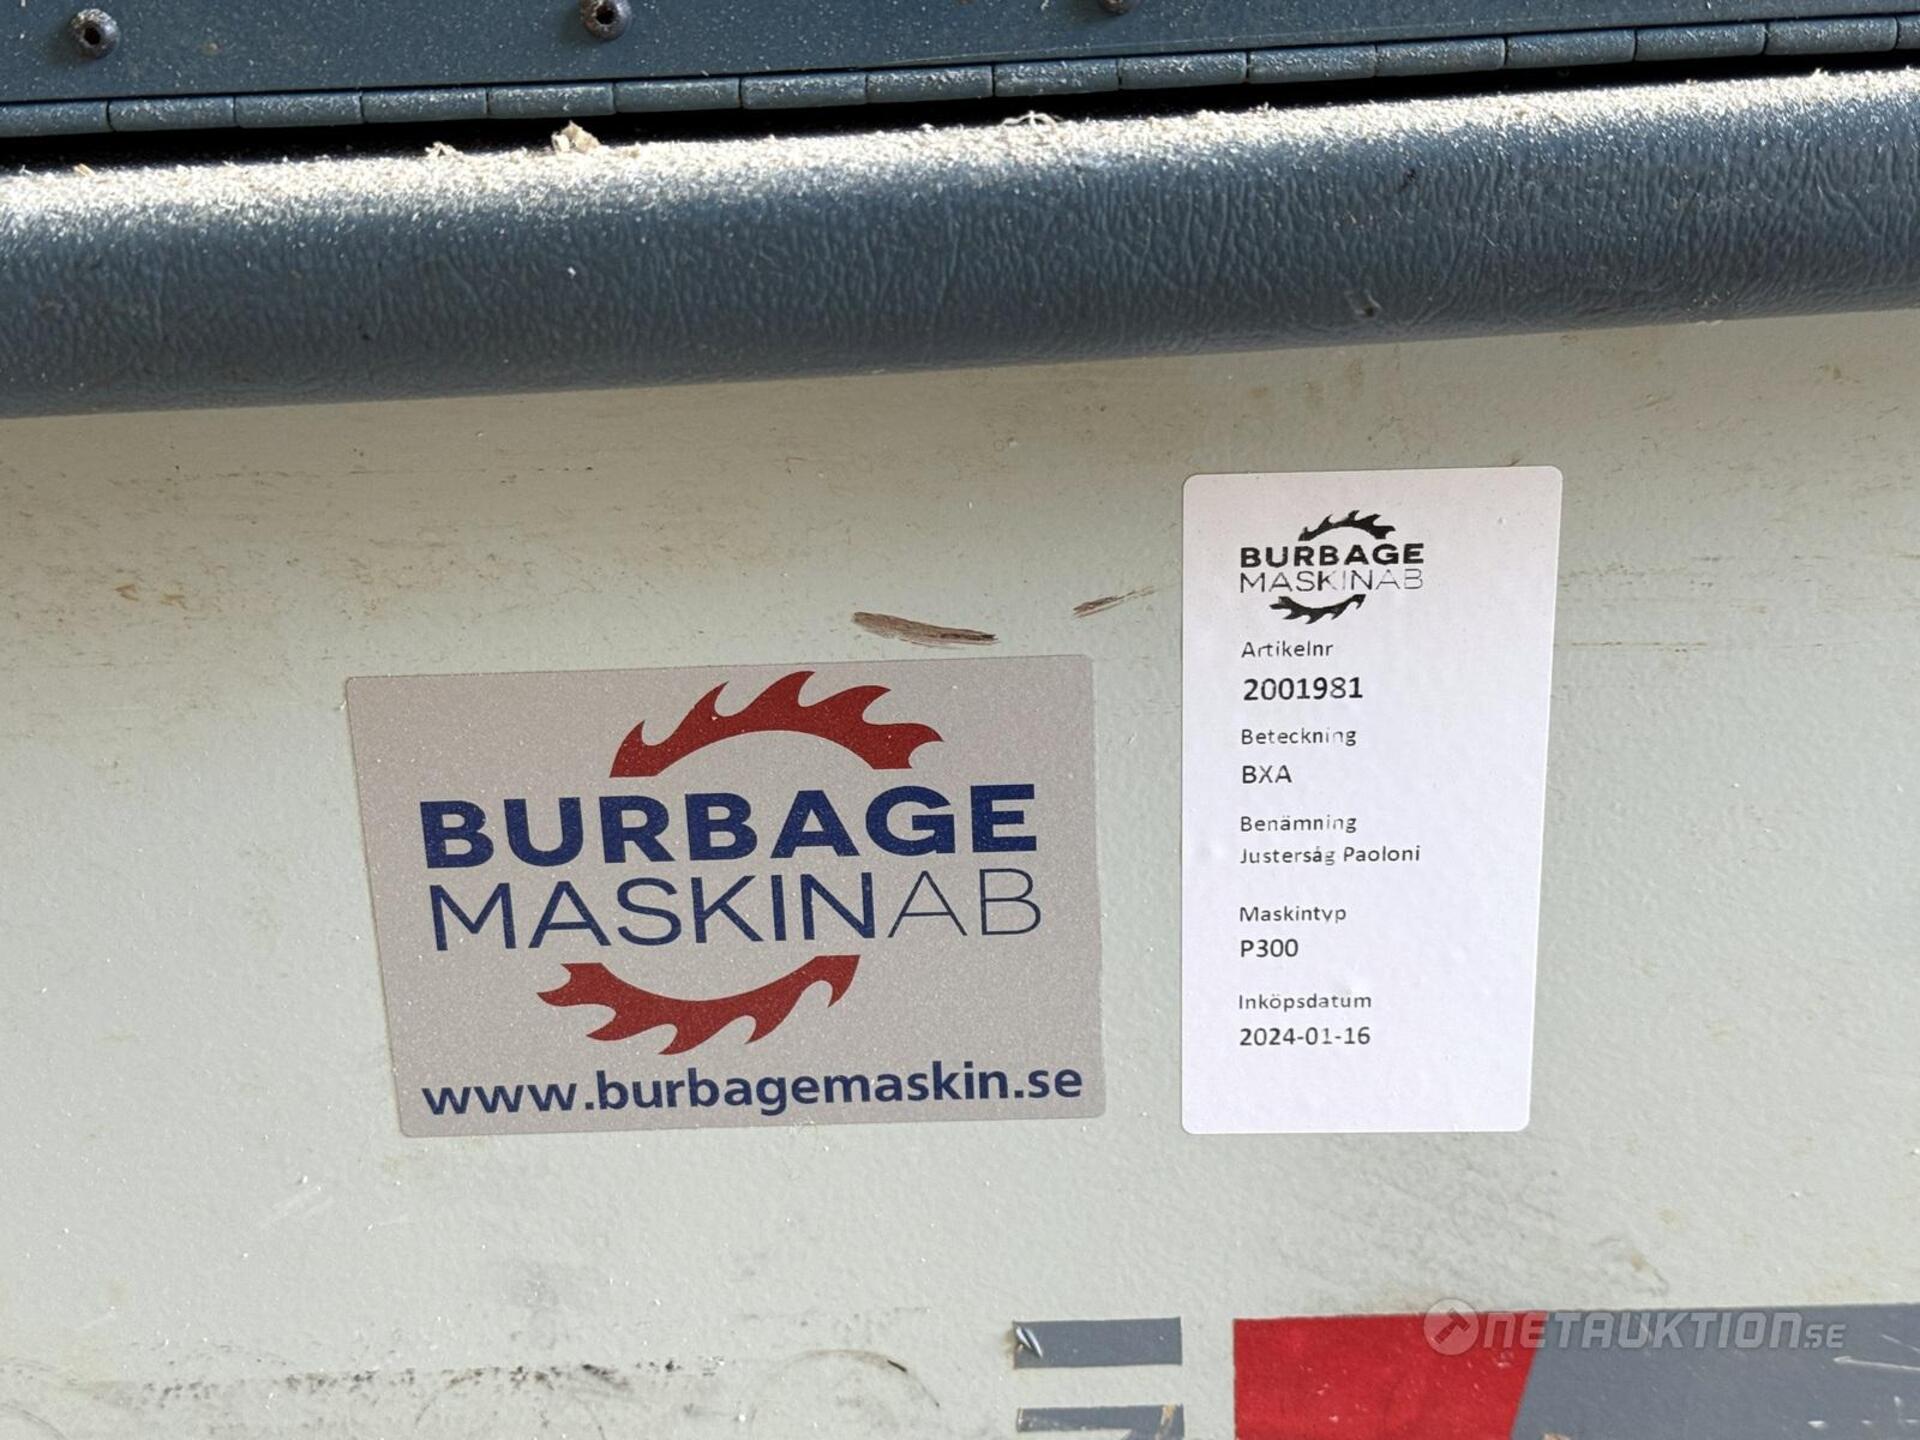 BURBAGE
MASKINAB
www.burbagemaskin.se
BURBAGE
MASKINAB
Artikelnr
2001981
Beteckning
BXA
Benämning
Justersåg Paoloni
Maskintyp
P300
Inköpsdatum
2024-01-16
NETAUKTION.SE